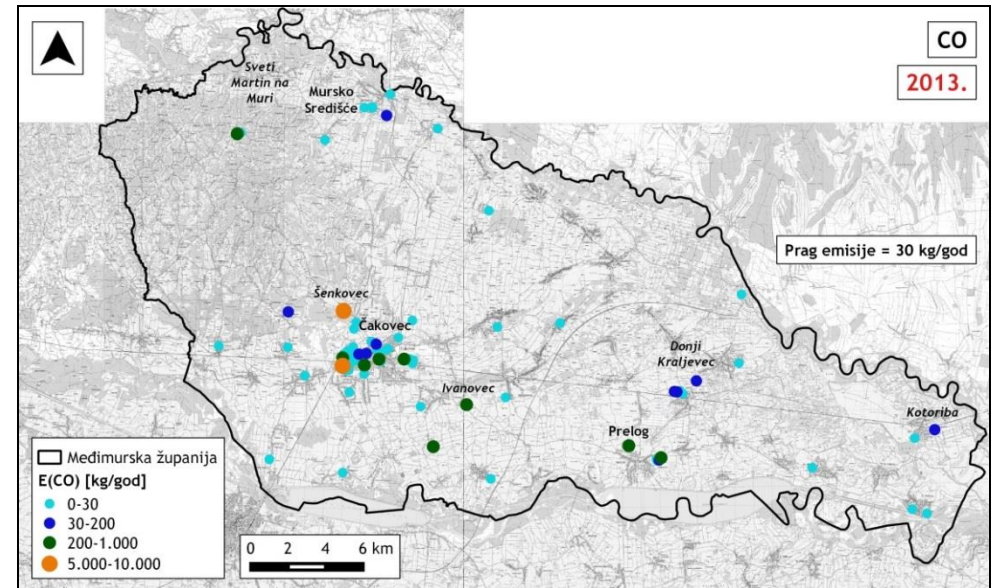 CO
2013.
Sveti
Martin na
Muri
Mursko
Središće
Prag emisije = 30 kg/god
Šenkovec
Čakovec
Donji
Kraljevec
Ivanovec
Kotoriba
Prelog
Međimurska županija
E(CO) [kg/god]
0-30
30-200
200-1.000
5.000-10.000
0 2 4 6 km